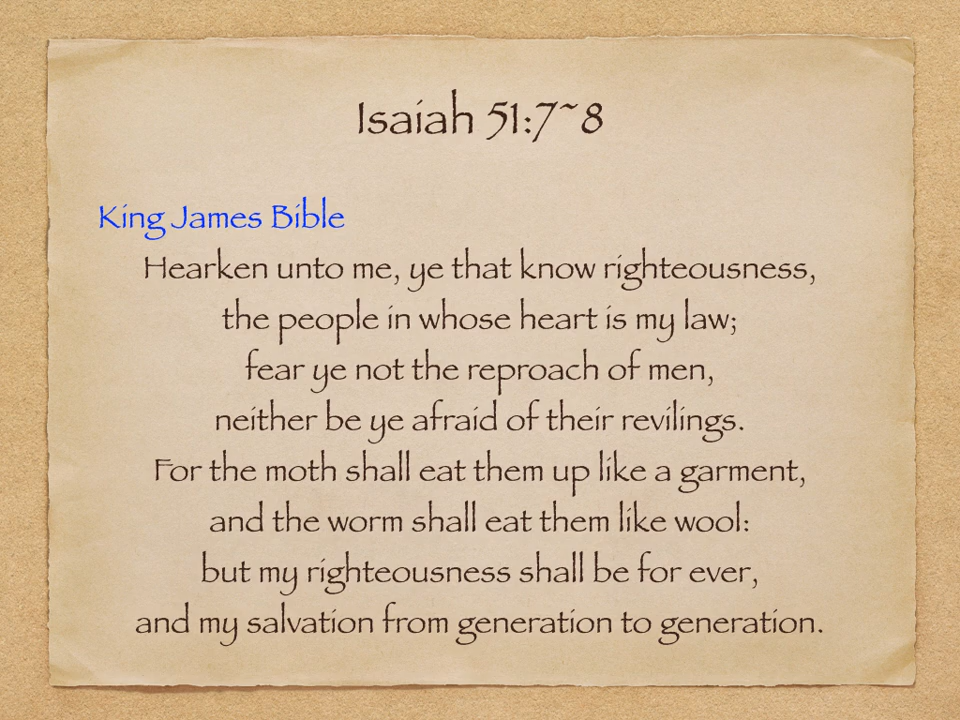 Isaiah 51:7~8
King James Bible
Hearken unto me, ye that know righteousness,
the people in whose heart is my law;
fear ye not the reproach of men,
neither be ye afraid of their revilings.
For the moth shall eat them up like a garment,
and the worm shall eat them like wool:
but my righteousness shall be for ever,
and my salvation from generation to generation.